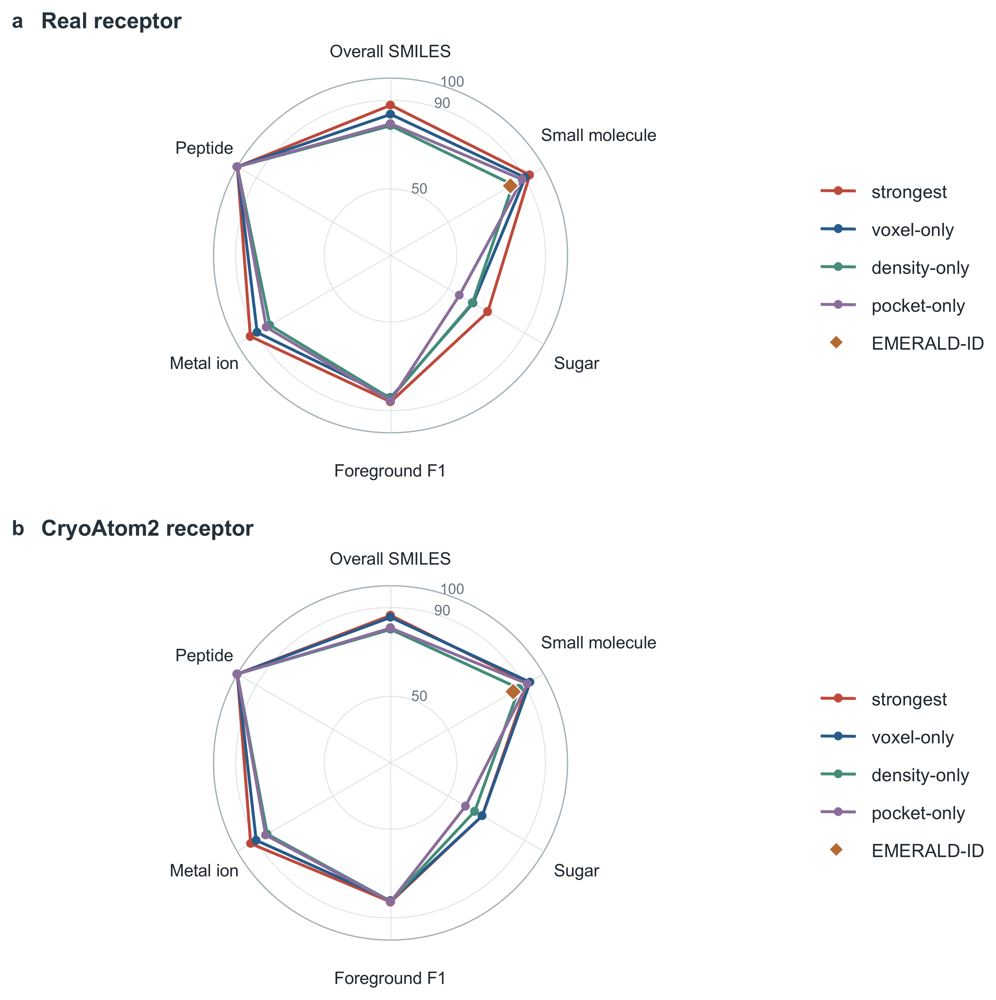 a Real receptor
Overall SMILES
100
90
Small molecule
Peptide
50
strongest
voxel-only
density-only
pocket-only
EMERALD-ID
Metal ion
Sugar
Foreground F1
b CryoAtom2 receptor
Overall SMILES
100
90
Small molecule
Peptide
50
strongest
voxel-only
density-only
pocket-only
EMERALD-ID
Metal ion
Sugar
Foreground F1